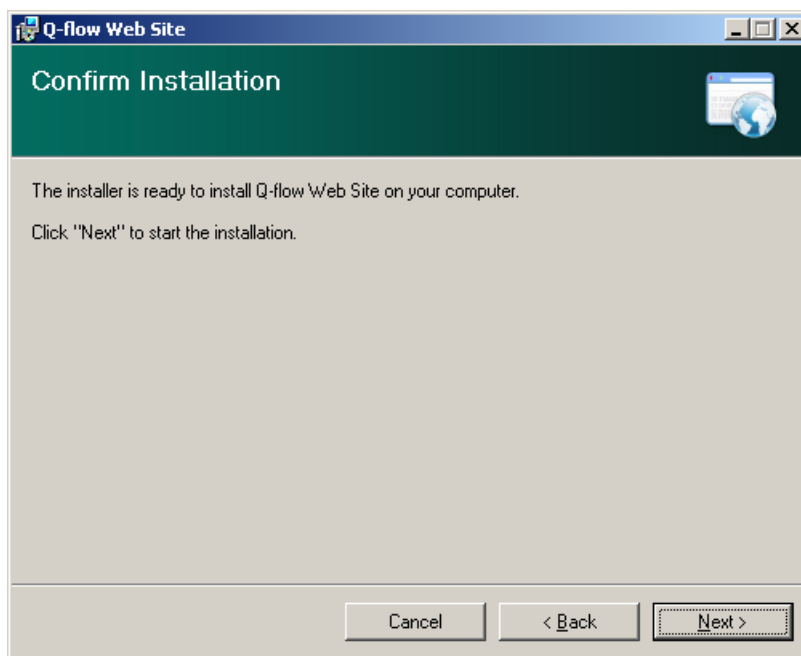 Q-flow Web Site
Confirm Installation
The installer is ready to install Q-flow Web Site on your computer.
Click "Next" to start the installation.
Cancel
< Back
Next >